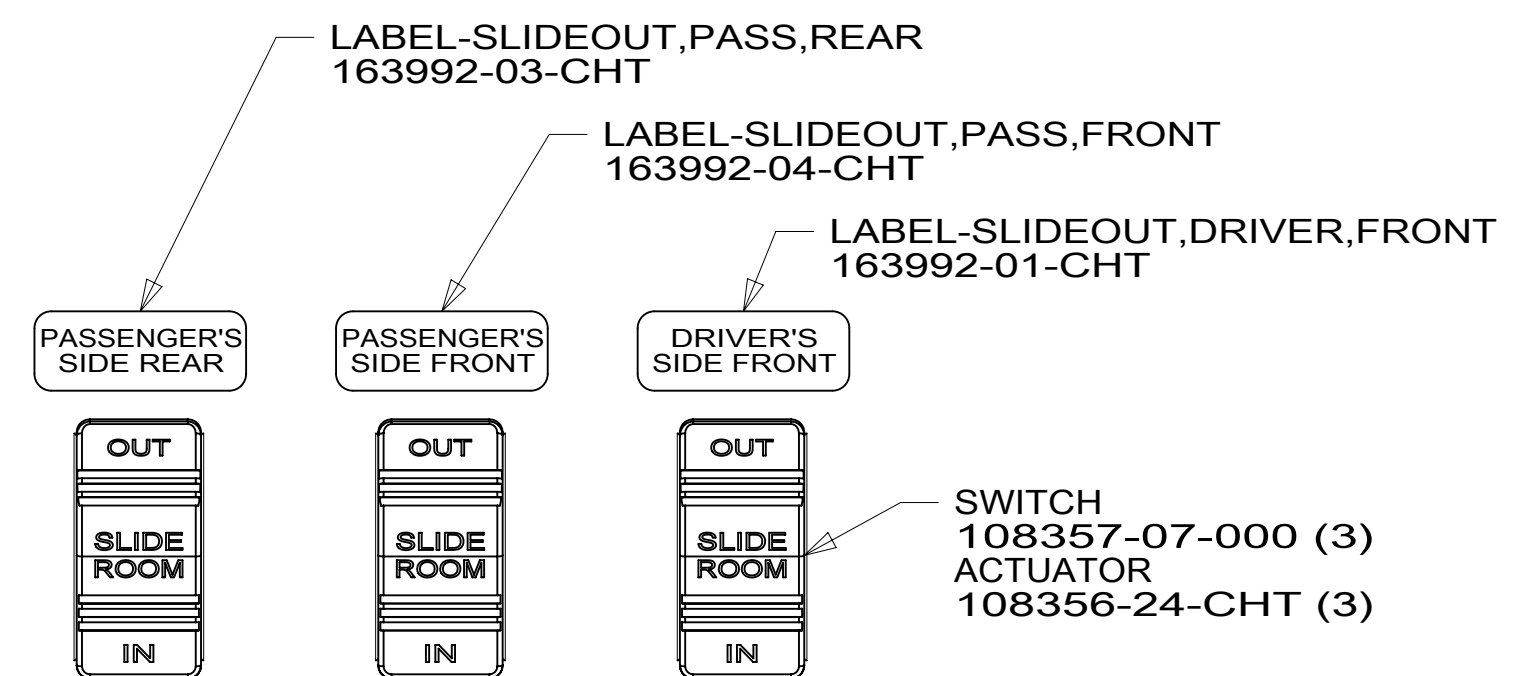 LABEL-SLIDEOUT,PASS,REAR
163992-03-CHT
LABEL-SLIDEOUT,PASS,FRONT
163992-04-CHT
LABEL-SLIDEOUT,DRIVER,FRONT
163992-01-CHT
PASSENGER'S
SIDE REAR
PASSENGER'S
SIDE FRONT
DRIVER'S
SIDE FRONT
OUT
SLIDE
ROOM
IN
OUT
SLIDE
ROOM
IN
OUT
SLIDE
ROOM
IN
SWITCH
108357-07-000 (3)
ACTUATOR
108356-24-CHT (3)